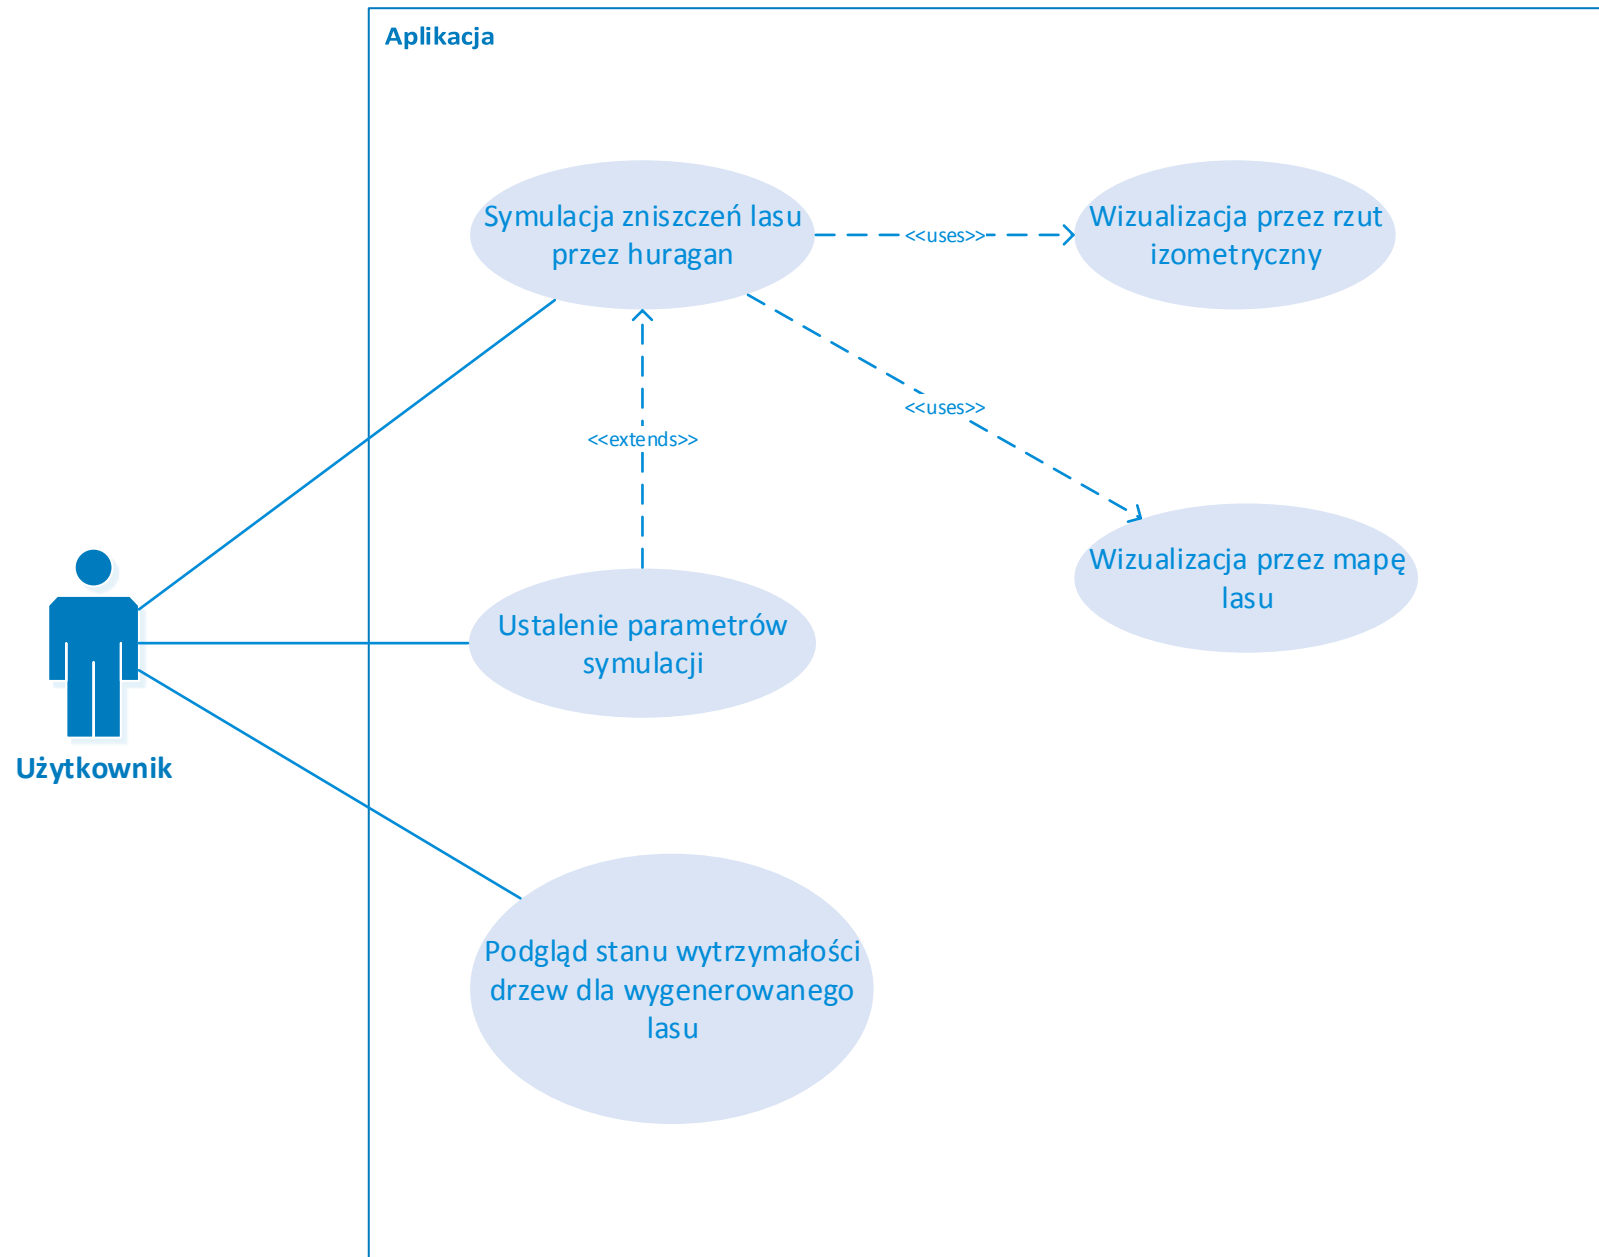 Aplikacja
Symulacja zniszczeń lasu
przez huragan
<<uses>>
Wizualizacja przez rzut
izometryczny
<<uses>>
<<extends>>
Wizualizacja przez mapę
lasu
Ustalenie parametrów
symulacji
Użytkownik
Podgląd stanu wytrzymałości
drzew dla wygenerowanego
lasu